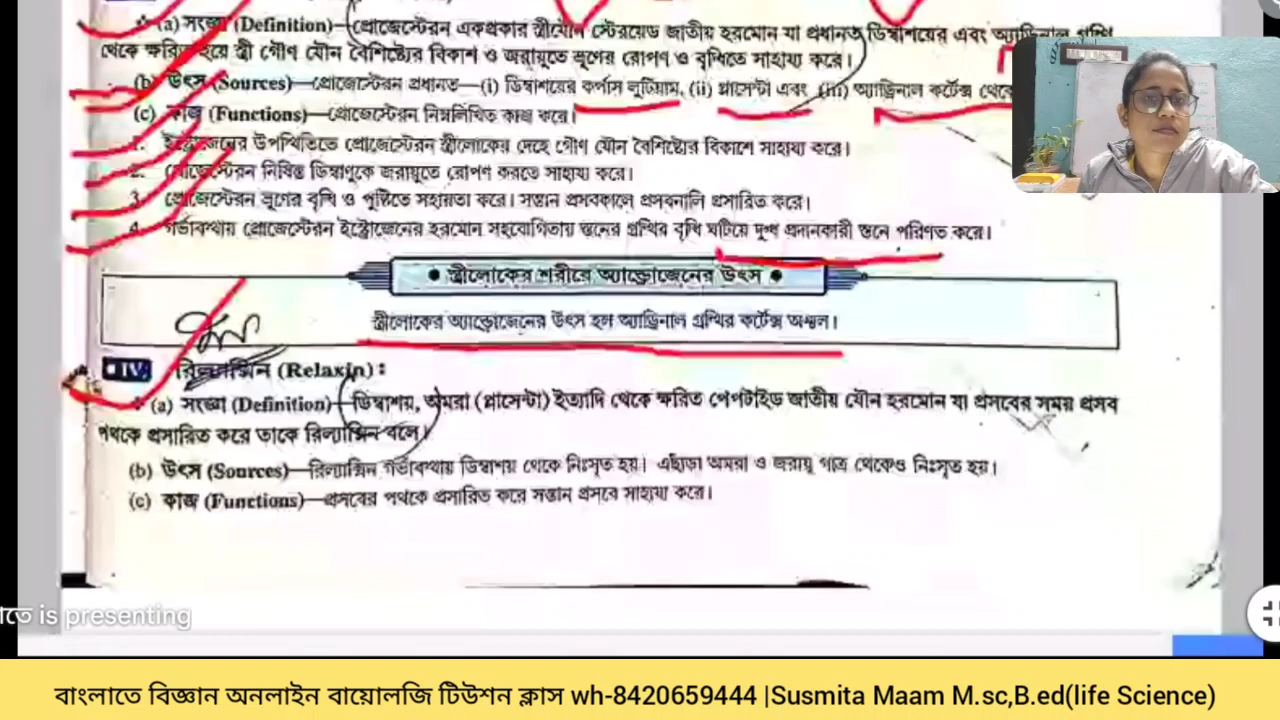 (a) সংজ্ঞা (Definition)—প্রোজেস্টেরন একপ্রকার স্ত্রীযৌন স্টেরয়েড জাতীয় হরমোন যা প্রধানত ডিম্বাশয়ের এবং অ্যাড্রিনাল গ্রন্থি
থেকে ক্ষরিত হয়ে স্ত্রী গৌণ যৌন বৈশিষ্ট্যের বিকাশ ও জরায়ুতে ভ্রূণের রোপণ ও বৃদ্ধিতে সাহায্য করে।
(b) উৎস (Sources)—প্রোজেস্টেরন প্রধানত—(i) ডিম্বাশয়ের কর্পাস লুটিয়াম, (ii) প্লাসেন্টা এবং (iii) অ্যাড্রিনাল কর্টেক্স থেকে
(c) কাজ (Functions)—প্রোজেস্টেরন নিম্নলিখিত কাজ করে।
1. ইস্ট্রোজেনের উপস্থিতিতে প্রোজেস্টেরন স্ত্রীলোকের দেহে গৌণ যৌন বৈশিষ্ট্যের বিকাশে সাহায্য করে।
2. প্রোজেস্টেরন নিষিক্ত ডিম্বাণুকে জরায়ুতে রোপণ করতে সাহায্য করে।
3. প্রোজেস্টেরন ভ্রূণের বৃদ্ধি ও পুষ্টিতে সহায়তা করে। সন্তান প্রসবকালে প্রসবনালি প্রসারিত করে।
4. গর্ভাবস্থায় প্রোজেস্টেরন ইস্ট্রোজেনের হরমোন সহযোগিতায় স্তনের গ্রন্থির বৃদ্ধি ঘটিয়ে দুগ্ধ প্রদানকারী স্তনে পরিণত করে।
● স্ত্রীলোকের শরীরে অ্যান্ড্রোজেনের উৎস ●
স্ত্রীলোকের অ্যান্ড্রোজেনের উৎস হল অ্যাড্রিনাল গ্রন্থির কর্টেক্স অঞ্চল।
• IV রিল্যাক্সিন (Relaxin) :
(a) সংজ্ঞা (Definition)—ডিম্বাশয়, অমরা (প্লাসেন্টা) ইত্যাদি থেকে ক্ষরিত পেপটাইড জাতীয় যৌন হরমোন যা প্রসবের সময় প্রসব
পথকে প্রসারিত করে তাকে রিল্যাক্সিন বলে।
(b) উৎস (Sources)—রিল্যাক্সিন গর্ভাবস্থায় ডিম্বাশয় থেকে নিঃসৃত হয়। এছাড়া অমরা ও জরায়ু গাত্র থেকেও নিঃসৃত হয়।
(c) কাজ (Functions)—প্রসবের পথকে প্রসারিত করে সন্তান প্রসবে সাহায্য করে।
াতে is presenting
বাংলাতে বিজ্ঞান অনলাইন বায়োলজি টিউশন ক্লাস wh-8420659444 |Susmita Maam M.sc,B.ed(life Science)